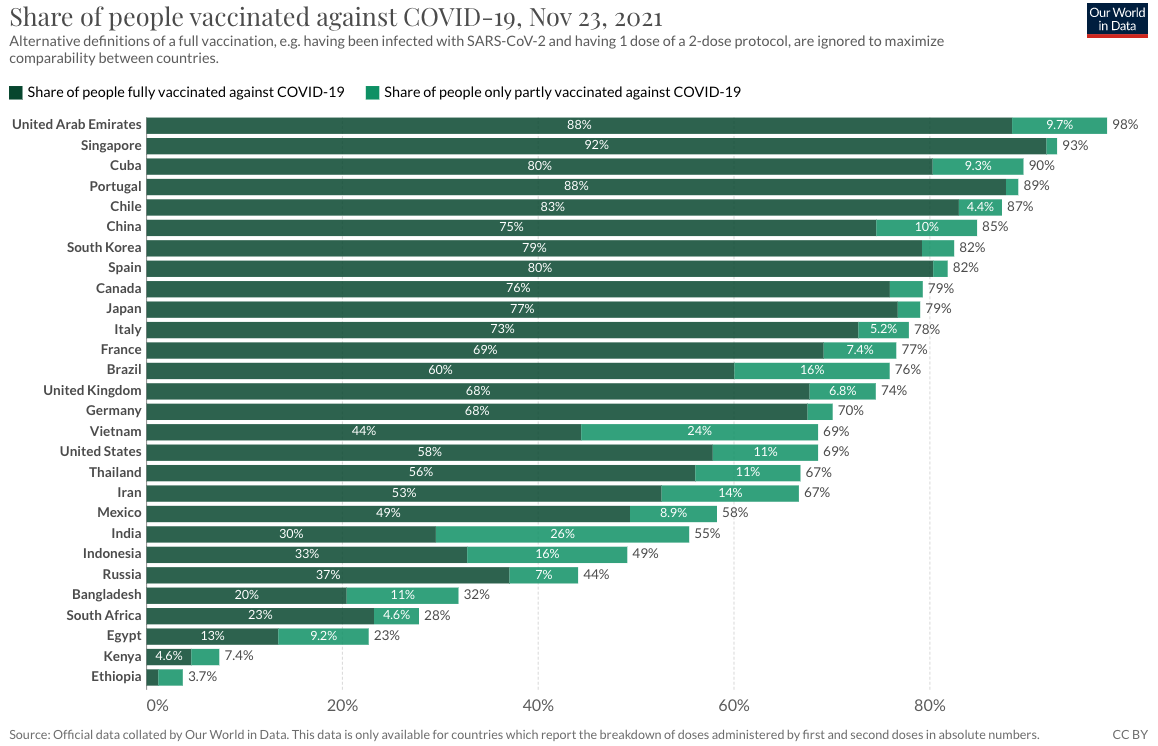 Share of people vaccinated against COVID-19, Nov 23, 2021
Our World
in Data
Alternative definitions of a full vaccination, e.g. having been infected with SARS-CoV-2 and having 1 dose of a 2-dose protocol, are ignored to maximize
comparability between countries.
Share of people fully vaccinated against COVID-19 Share of people only partly vaccinated against COVID-19
United Arab Emirates 88% 9.7% 98%
Singapore 92% 93%
Cuba 80% 9.3% 90%
Portugal 88% 89%
Chile 83% 4.4% 87%
China 75% 10% 85%
South Korea 79% 82%
Spain 80% 82%
Canada 76% 79%
Japan 77% 79%
Italy 73% 5.2% 78%
France 69% 7.4% 77%
Brazil 60% 16% 76%
United Kingdom 68% 6.8% 74%
Germany 68% 70%
Vietnam 44% 24% 69%
United States 58% 11% 69%
Thailand 56% 11% 67%
Iran 53% 14% 67%
Mexico 49% 8.9% 58%
India 30% 26% 55%
Indonesia 33% 16% 49%
Russia 37% 7% 44%
Bangladesh 20% 11% 32%
South Africa 23% 4.6% 28%
Egypt 13% 9.2% 23%
Kenya 4.6% 7.4%
Ethiopia 3.7%
0% 20% 40% 60% 80%
Source: Official data collated by Our World in Data. This data is only available for countries which report the breakdown of doses administered by first and second doses in absolute numbers.
CC BY